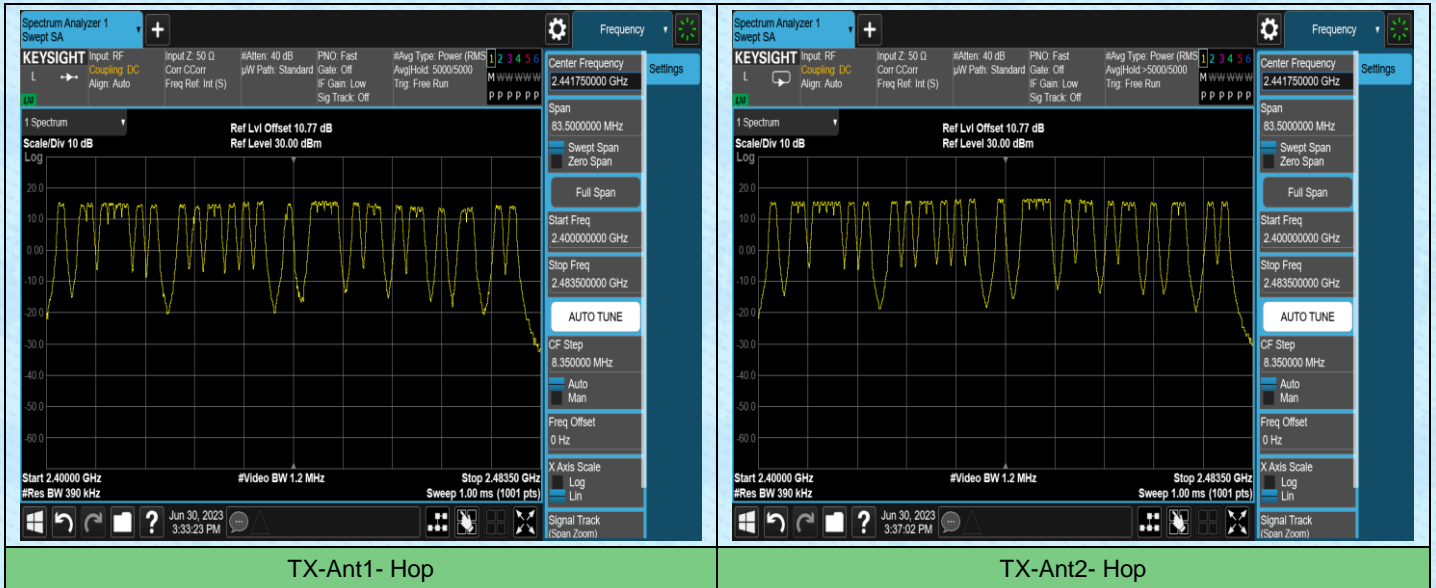 Spectrum Analyzer 1
Swept SA
+
Frequency
KEYSIGHT Input: RF
Coupling: DC
Align: Auto
Input Z: 50 Ω
Corr CCorr
Freq Ref: Int (S)
#Atten: 40 dB
µW Path: Standard
PNO: Fast
Gate: Off
IF Gain: Low
Sig Track: Off
#Avg Type: Power (RMS
Avg|Hold: 5000/5000
Trig: Free Run
1 2 3 4 5 6
M W W W W W
P P P P P P
L
LXI
Center Frequency
2.441750000 GHz
Settings
Span
83.5000000 MHz
Swept Span
Zero Span
Full Span
Start Freq
2.400000000 GHz
Stop Freq
2.483500000 GHz
AUTO TUNE
CF Step
8.350000 MHz
Auto
Man
Freq Offset
0 Hz
X Axis Scale
Log
Lin
Signal Track
(Span Zoom)
1 Spectrum
Scale/Div 10 dB
Ref Lvl Offset 10.77 dB
Ref Level 30.00 dBm
Log
20.0
10.0
0.00
-10.0
-20.0
-30.0
-40.0
-50.0
-60.0
Start 2.40000 GHz
#Video BW 1.2 MHz
Stop 2.48350 GHz
#Res BW 390 kHz
Sweep 1.00 ms (1001 pts)
?
Jun 30, 2023
3:33:23 PM
TX-Ant1- Hop
Spectrum Analyzer 1
Swept SA
+
Frequency
KEYSIGHT Input: RF
Coupling: DC
Align: Auto
Input Z: 50 Ω
Corr CCorr
Freq Ref: Int (S)
#Atten: 40 dB
µW Path: Standard
PNO: Fast
Gate: Off
IF Gain: Low
Sig Track: Off
#Avg Type: Power (RMS
Avg|Hold:>5000/5000
Trig: Free Run
1 2 3 4 5 6
M W W W W W
P P P P P P
L
LXI
Center Frequency
2.441750000 GHz
Settings
Span
83.5000000 MHz
Swept Span
Zero Span
Full Span
Start Freq
2.400000000 GHz
Stop Freq
2.483500000 GHz
AUTO TUNE
CF Step
8.350000 MHz
Auto
Man
Freq Offset
0 Hz
X Axis Scale
Log
Lin
Signal Track
(Span Zoom)
1 Spectrum
Scale/Div 10 dB
Ref Lvl Offset 10.77 dB
Ref Level 30.00 dBm
Log
20.0
10.0
0.00
-10.0
-20.0
-30.0
-40.0
-50.0
-60.0
Start 2.40000 GHz
#Video BW 1.2 MHz
Stop 2.48350 GHz
#Res BW 390 kHz
Sweep 1.00 ms (1001 pts)
?
Jun 30, 2023
3:37:02 PM
TX-Ant2- Hop